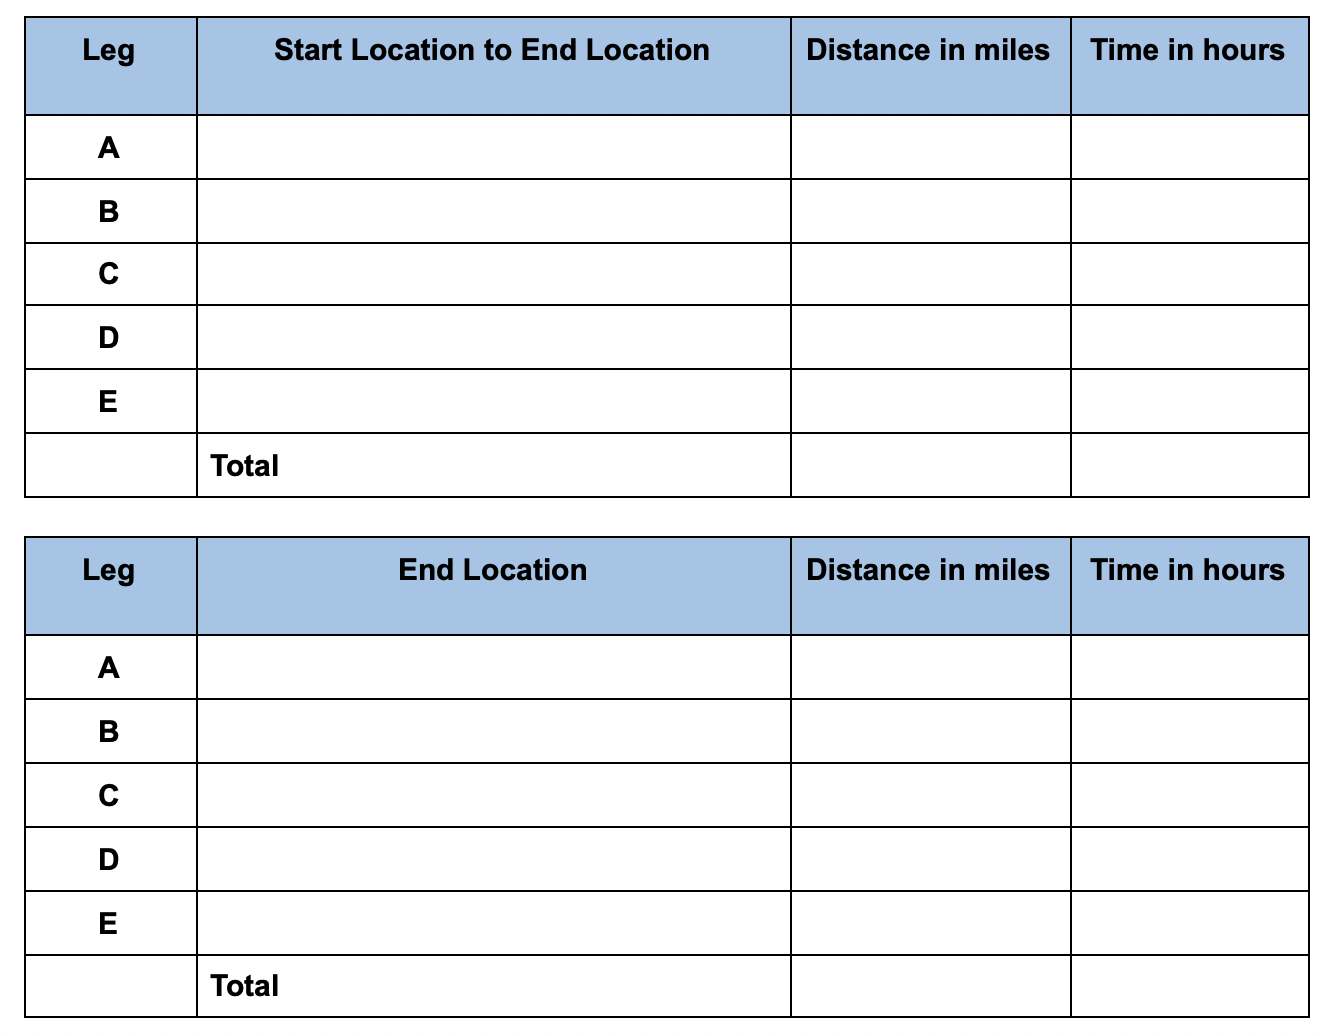 Leg Start Location to End Location Distance in miles Time in hours
A
B
C
D
E
Total
Leg End Location Distance in miles Time in hours
A
B
C
D
E
Total